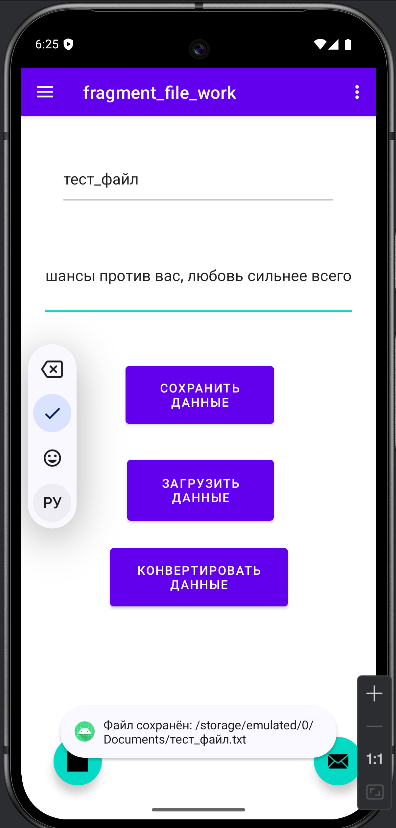 6:25
fragment_file_work
тест_файл
шансы против вас, любовь сильнее всего
СОХРАНИТЬ
ДАННЫЕ
РУ
ЗАГРУЗИТЬ
ДАННЫЕ
КОНВЕРТИРОВАТЬ
ДАННЫЕ
Файл сохранён: /storage/emulated/0/
Documents/тест_файл.txt
1:1